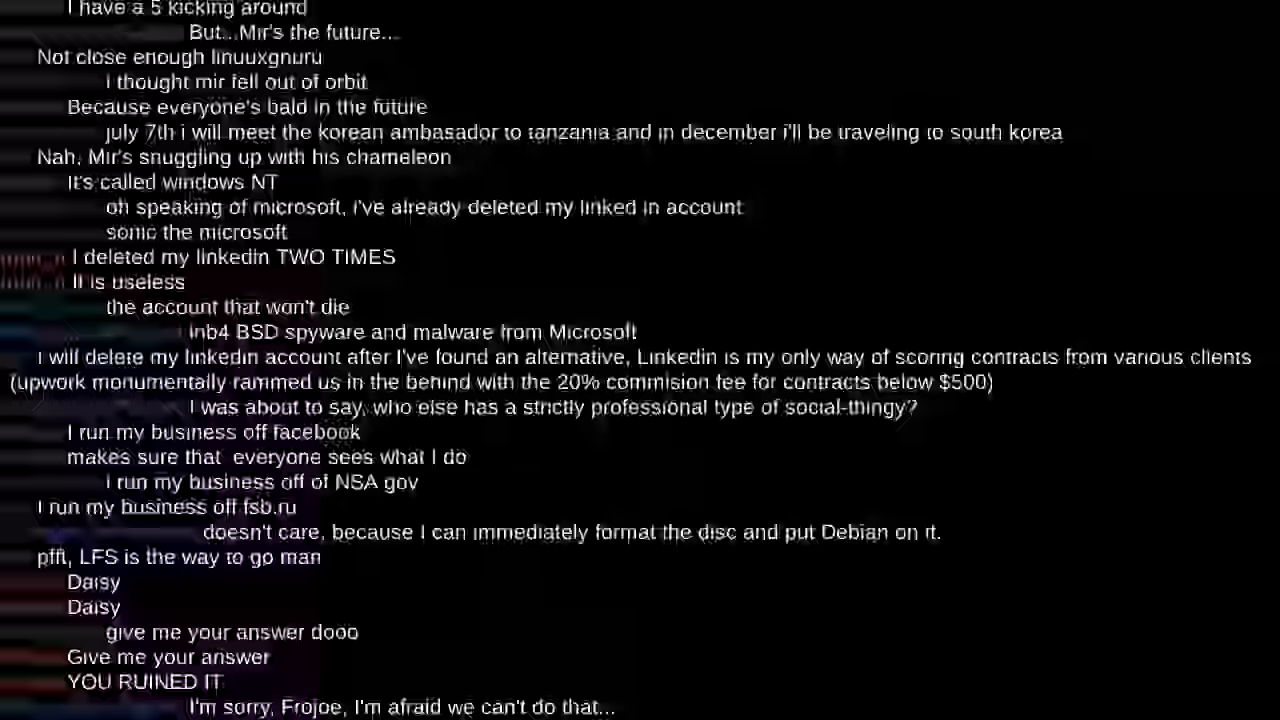 I have a 5 kicking around
But...Mir's the future...
Not close enough linuuxgnuru
I thought mir fell out of orbit
Because everyone's bald in the future
july 7th i will meet the korean ambasador to tanzania and in december i'll be traveling to south korea
Nah, Mir's snuggling up with his chameleon
It's called windows NT
oh speaking of microsoft, i've already deleted my linked in account
sonic the microsoft
I deleted my linkedin TWO TIMES
It is useless
the account that won't die
inb4 BSD spyware and malware from Microsoft
I will delete my linkedin account after I've found an alternative, Linkedin is my only way of scoring contracts from various clients
(upwork monumentally rammed us in the behind with the 20% commision fee for contracts below $500)
I was about to say, who else has a strictly professional type of social-thingy?
I run my business off facebook
makes sure that everyone sees what I do
I run my business off of NSA gov
I run my business off fsb.ru
doesn't care, because I can immediately format the disc and put Debian on it.
pfft, LFS is the way to go man
Daisy
Daisy
give me your answer dooo
Give me your answer
YOU RUINED IT
I'm sorry, Frojoe, I'm afraid we can't do that...